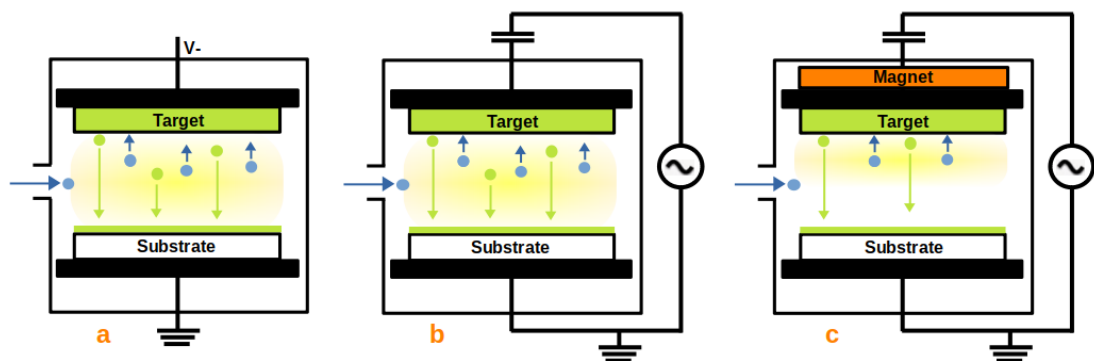 V-
Target
Substrate
a
Target
Substrate
b
Magnet
Target
Substrate
c